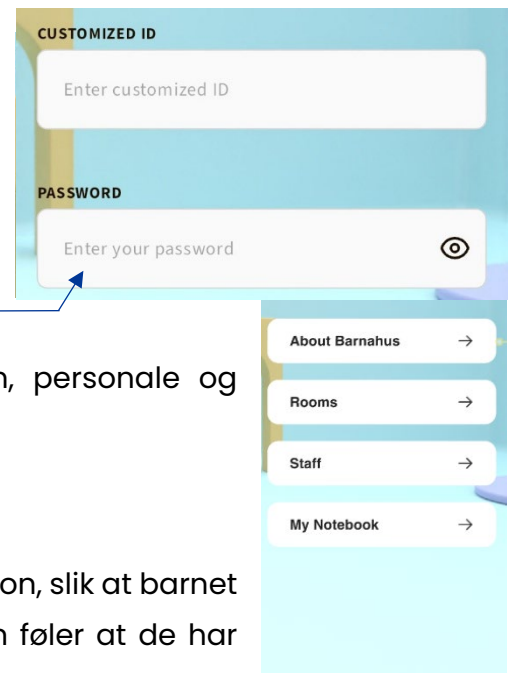 CUSTOMIZED ID
Enter customized ID
PASSWORD
Enter your password
About Barnahus
, personale og
Rooms
Staff
My Notebook
on, slik at barnet
føler at de har